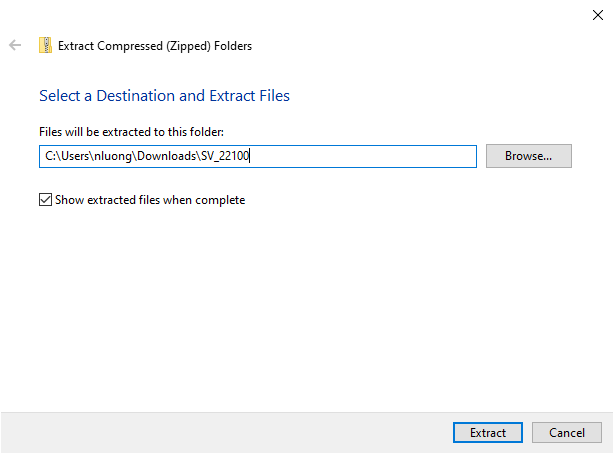 Extract Compressed (Zipped) Folders
Select a Destination and Extract Files
Files will be extracted to this folder:
C:\Users\nluong\Downloads\SV_22100
Browse...
Show extracted files when complete
Extract
Cancel